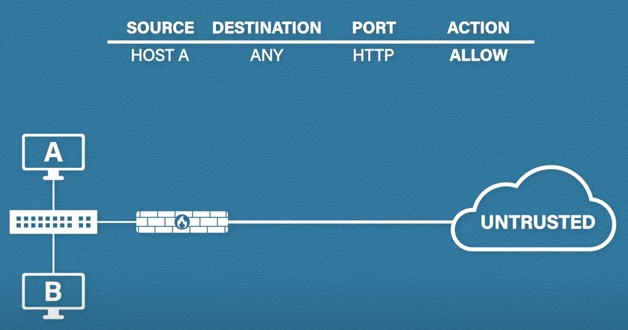 SOURCE DESTINATION PORT ACTION
HOST A ANY HTTP ALLOW
A
UNTRUSTED
B